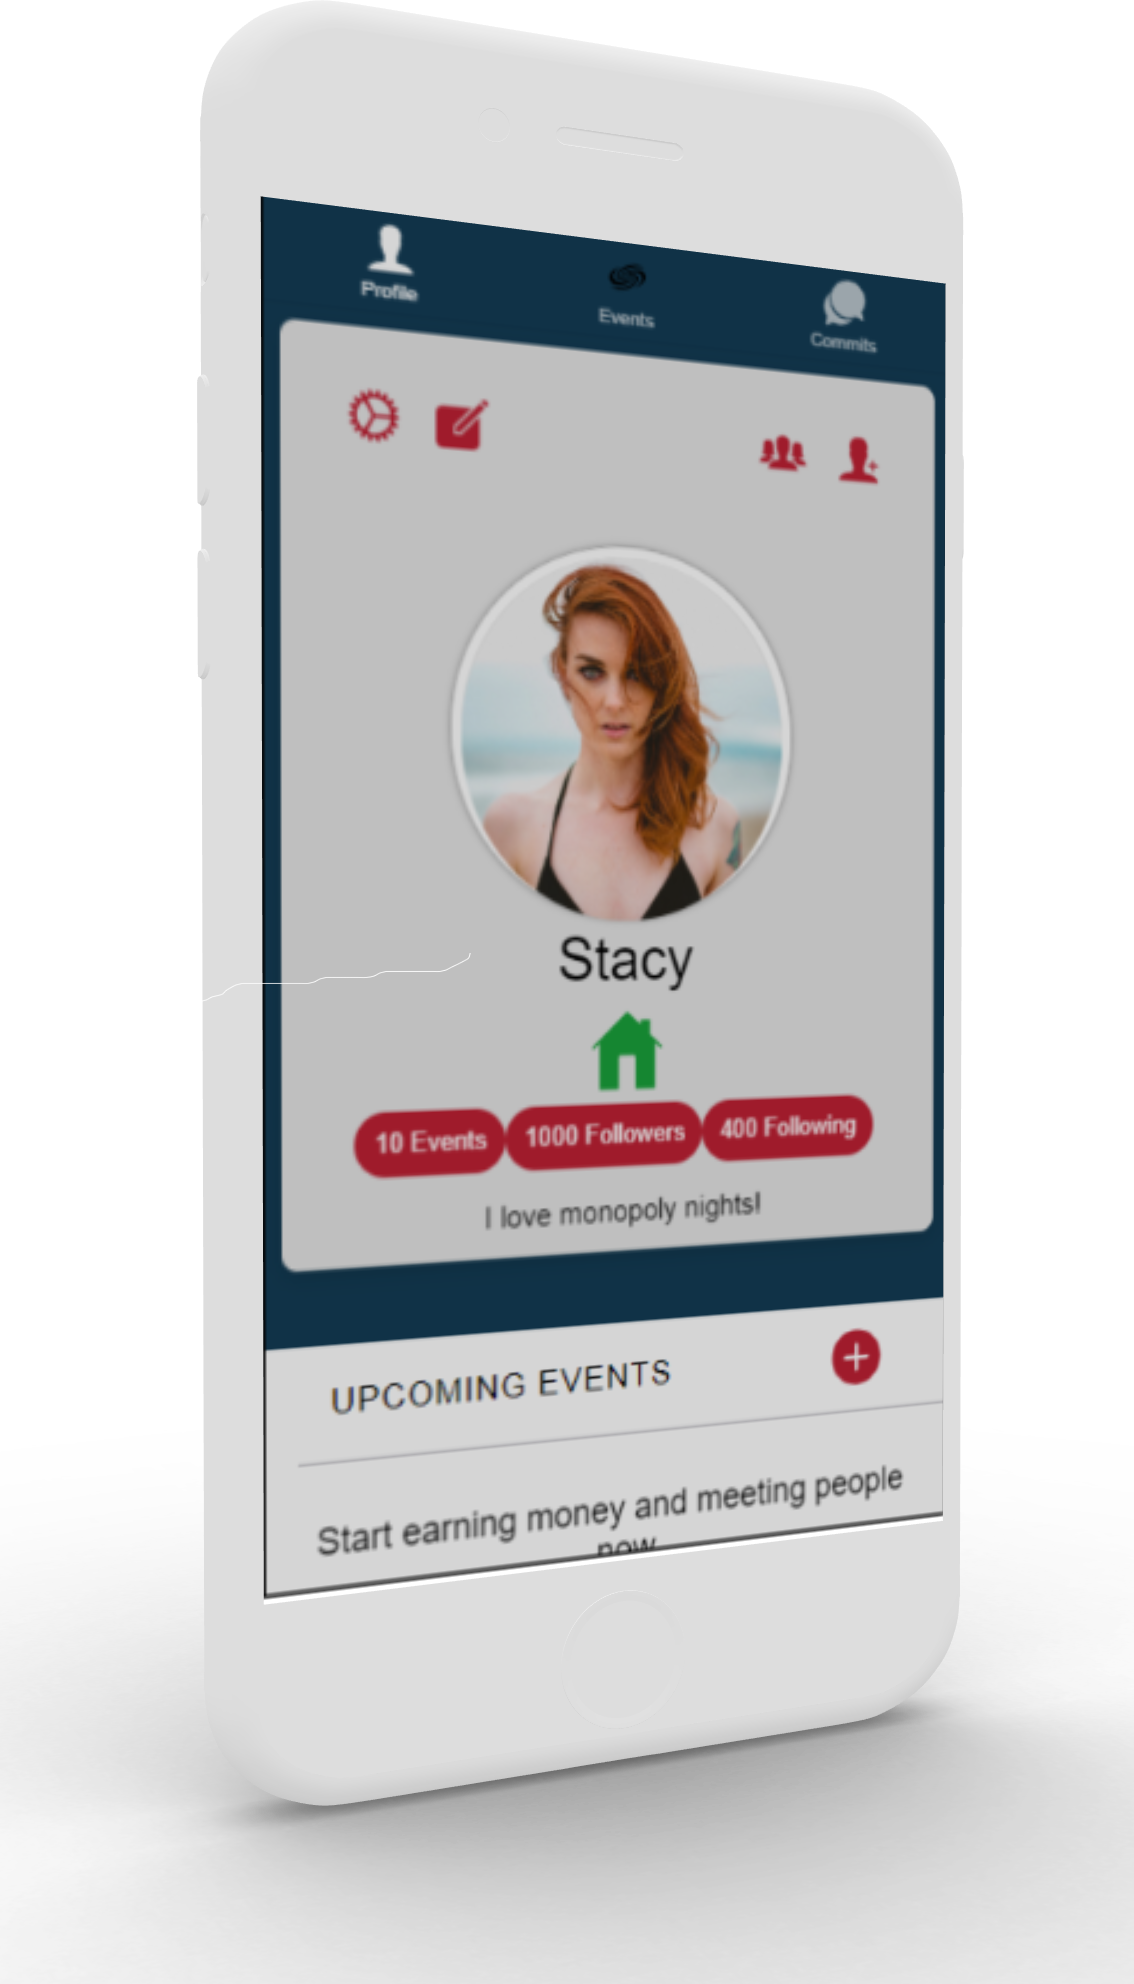 Profile
Events
Commits
Stacy
10 Events 1000 Followers 400 Following
I love monopoly nights!
UPCOMING EVENTS
Start earning money and meeting people
now